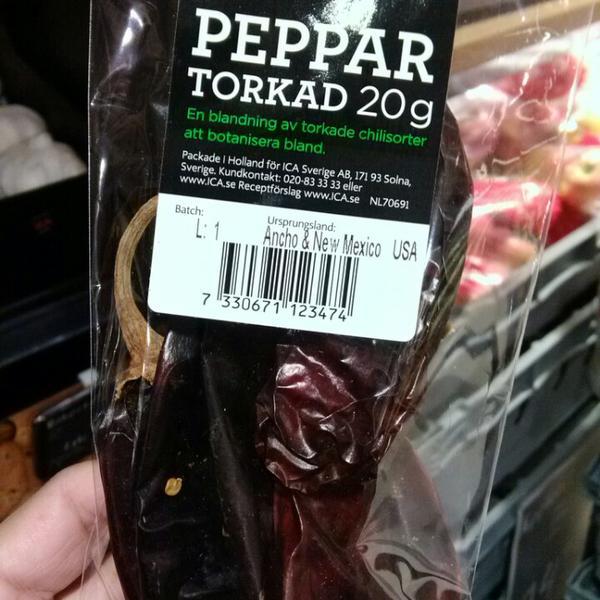 PEPPAR
TORKAD 20g
En blandning av torkade chilisorter
att botanisera bland.
Packade I Holland för ICA Sverige AB, 171 93 Solna,
Sverige. Kundkontakt: 020-83 33 33 eller
www.ICA.se Receptförslag www.ICA.se NL70691
Batch: Ursprungsland:
L: 1 Ancho & New Mexico USA
7 330671 123474